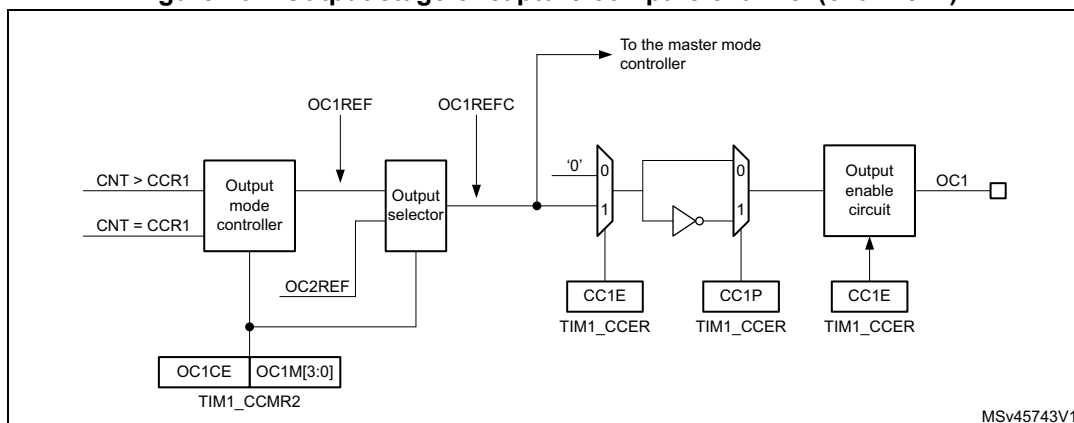 To the master mode
controller
OC1REF
OC1REFC
CNT > CCR1
CNT = CCR1
Output
mode
controller
Output
selector
OC2REF
‘0’
0
1
0
1
Output
enable
circuit
OC1
CC1E
TIM1_CCER
CC1P
TIM1_CCER
CC1E
TIM1_CCER
OC1CE OC1M[3:0]
TIM1_CCMR2
MSv45743V1